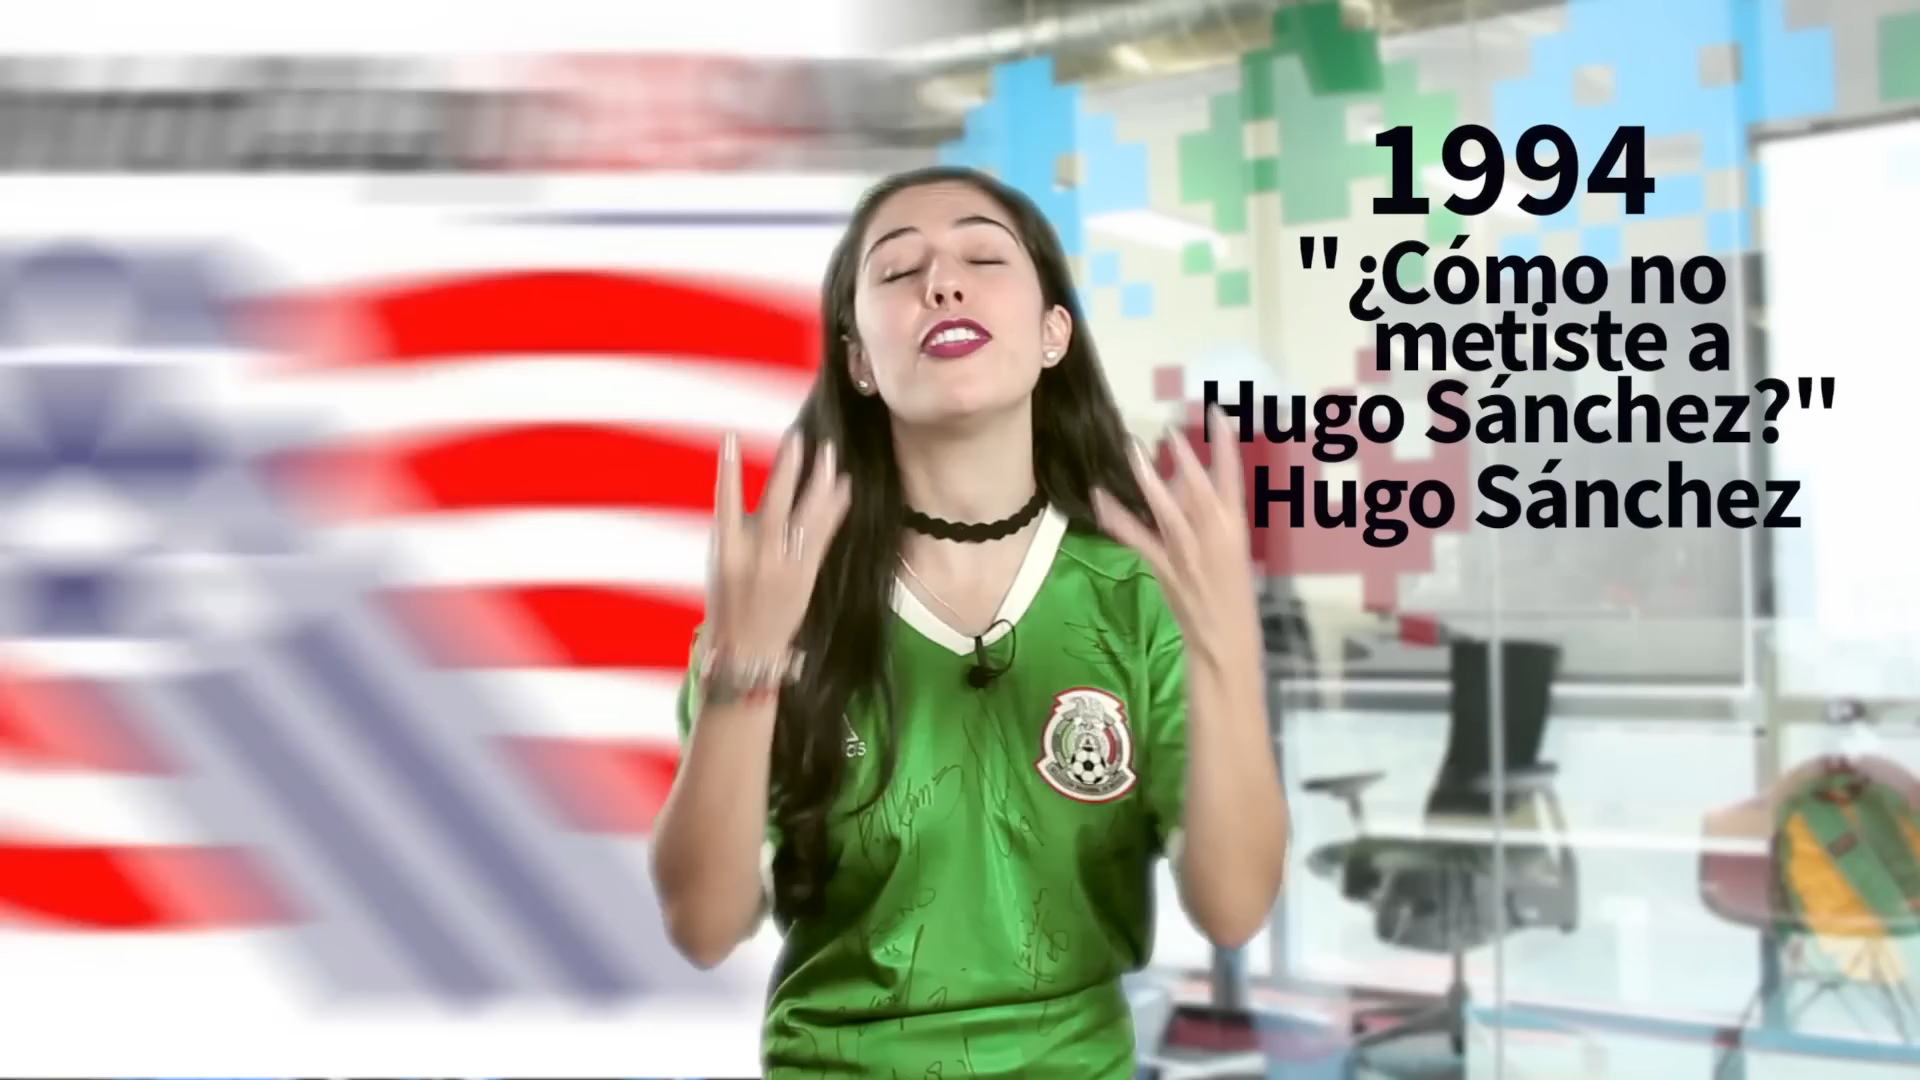 1994
"¿Cómo no
metiste a
Hugo Sánchez?"
Hugo Sánchez